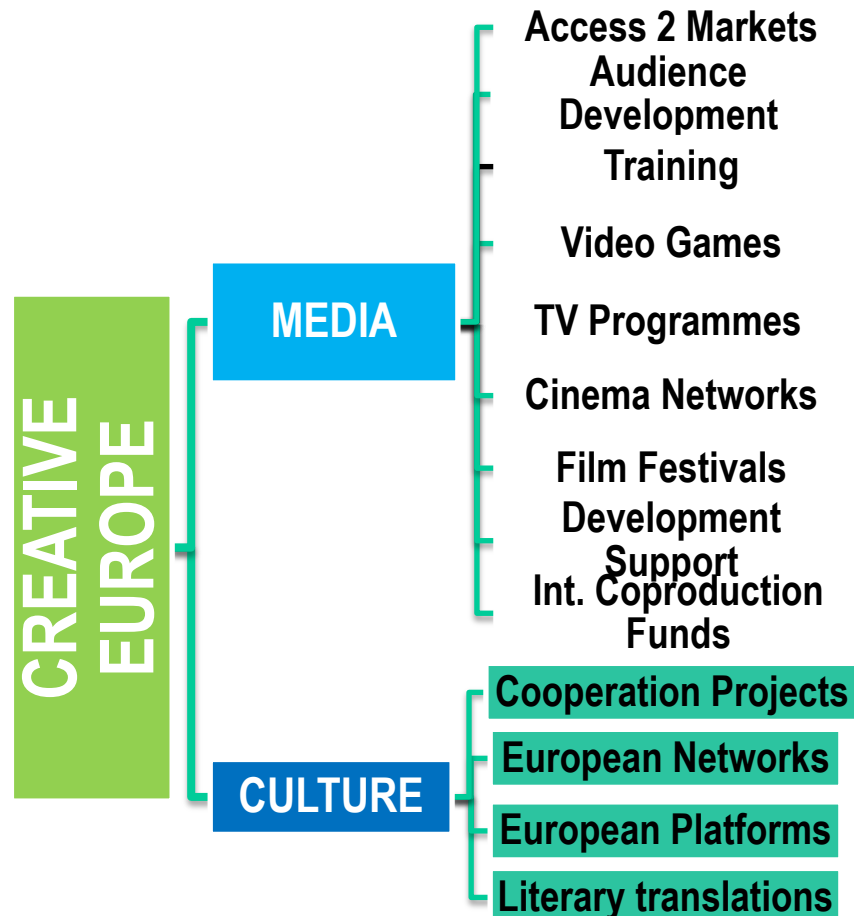 CREATIVE
EUROPE
MEDIA
Access 2 Markets
Audience
Development
Training
Video Games
TV Programmes
Cinema Networks
Film Festivals
Development
Support
Int. Coproduction
Funds
CULTURE
Cooperation Projects
European Networks
European Platforms
Literary translations